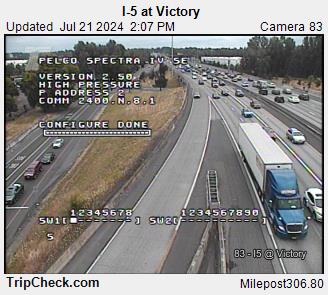 I-5 at Victory
Updated Jul 21 2024 2:07 PM Camera 83
PELCO SPECTRA IV SE
VERSION 2.50
HIGH PRESSURE
P ADDRESS 2
COMM 2400,N,8,1
CONFIGURE DONE
12345678 1234567890
SW1[■-------] SW2[----------]
S
83 - I5 @ Victory
TripCheck.com Milepost306.80